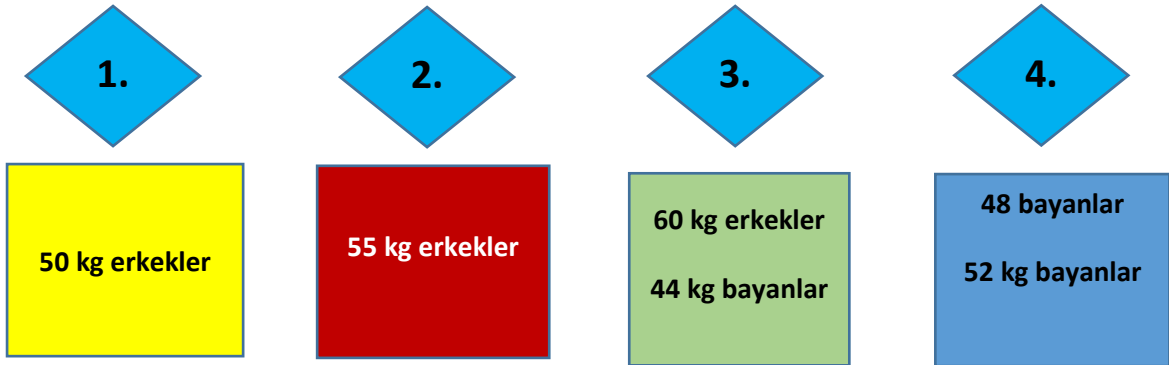 1.
2.
3.
4.
50 kg erkekler
55 kg erkekler
60 kg erkekler
44 kg bayanlar
48 bayanlar
52 kg bayanlar